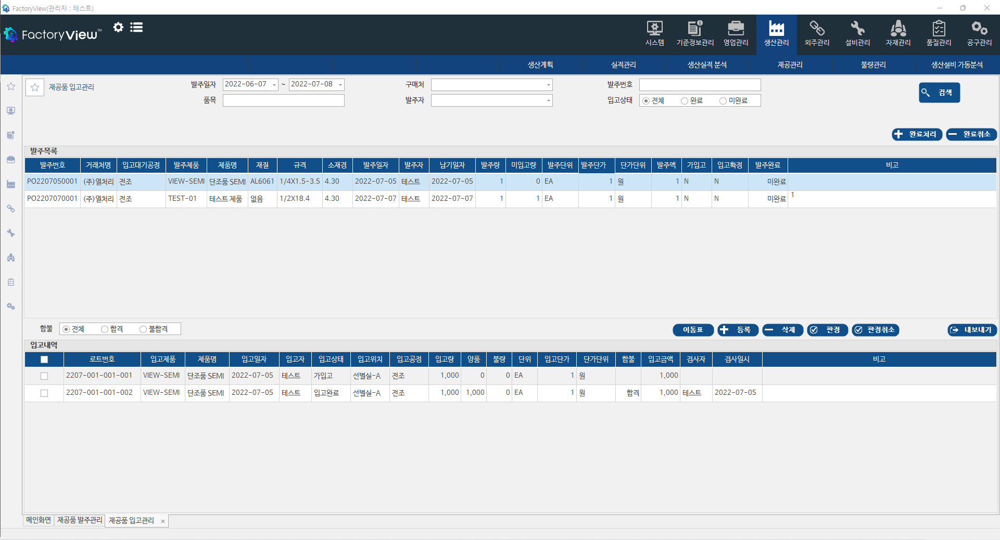 FactoryView(관리자 : 테스트)
FactoryView™
시스템 기준정보관리 영업관리 생산관리 외주관리 설비관리 자재관리 품질관리 공구관리
생산계획 실적관리 생산실적 분석 재공관리 불량관리 생산설비 가동분석
재공품 입고관리 발주일자 2022-06-07 ~ 2022-07-08 구매처 발주번호 검색
품목 발주자 입고상태 전체 완료 미완료
완료처리 완료취소
발주목록
발주번호 거래처명 입고대기공정 발주제품 제품명 재질 규격 소재경 발주일자 발주자 납기일자 발주량 미입고량 발주단위 발주단가 단가단위 발주액 가입고 입고확정 발주완료 비고
PO2207050001 (주)열처리 전조 VIEW-SEMI 단조품 SEMI AL6061 1/4X1.5-3.5 4.30 2022-07-05 테스트 2022-07-05 1 0 EA 1 원 1 N N 미완료
PO2207070001 (주)열처리 전조 TEST-01 테스트 제품 없음 1/2X18.4 4.30 2022-07-07 테스트 2022-07-07 1 1 EA 1 원 1 N N 미완료 1
합불 전체 합격 불합격 이동표 등록 삭제 판정 판정취소 내보내기
입고내역
로트번호 입고제품 제품명 입고일자 입고자 입고상태 입고위치 입고공정 입고량 양품 불량 단위 입고단가 단가단위 합불 입고금액 검사자 검사일시 비고
2207-001-001-001 VIEW-SEMI 단조품 SEMI 2022-07-05 테스트 가입고 선별실-A 전조 1,000 0 0 EA 1 원 1,000
2207-001-001-002 VIEW-SEMI 단조품 SEMI 2022-07-05 테스트 입고완료 선별실-A 전조 1,000 1,000 0 EA 1 원 합격 1,000 테스트 2022-07-05
메인화면 재공품 발주관리 재공품 입고관리 ×